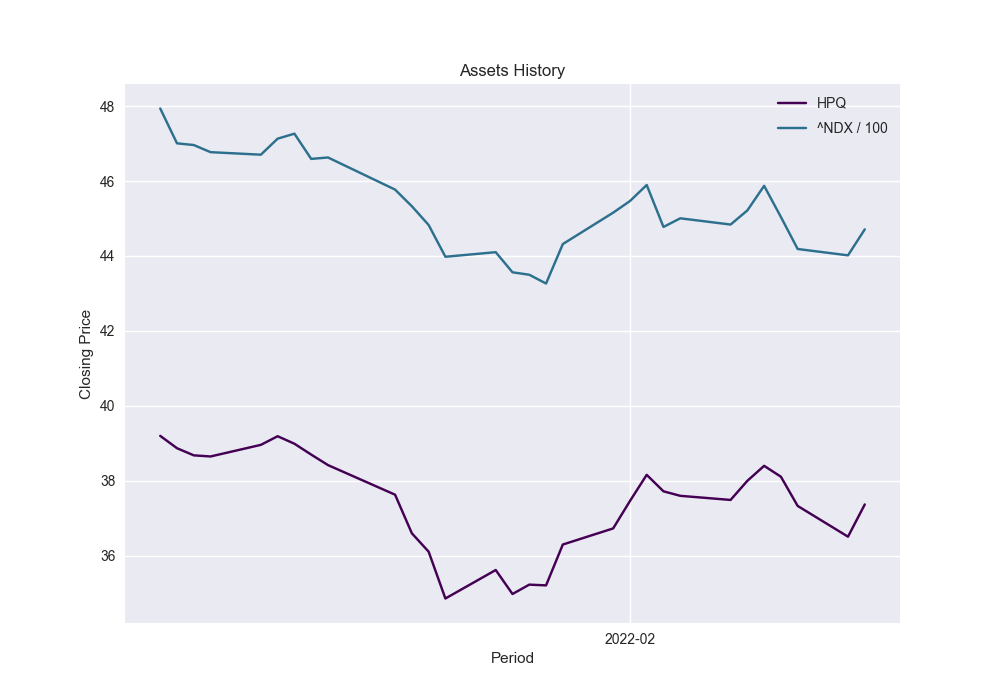 Assets History
HPQ
^NDX / 100
48
46
44
42
40
38
36
Closing Price
2022-02
Period